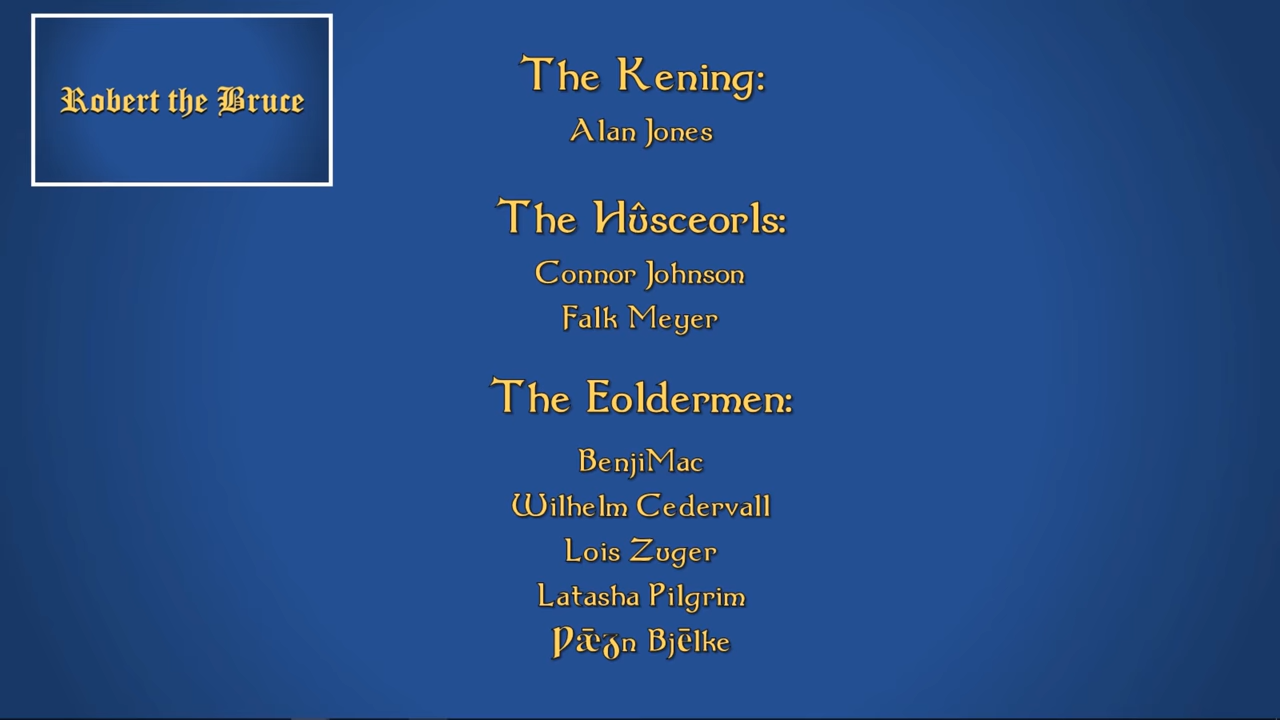 Robert the Bruce
The Kening:
Alan Jones
The Hûsceorls:
Connor Johnson
Falk Meyer
The Eoldermen:
BenjiMac
Wilhelm Cedervall
Lois Zuger
Latasha Pilgrim
Ƿǣᵹn Bjēlke